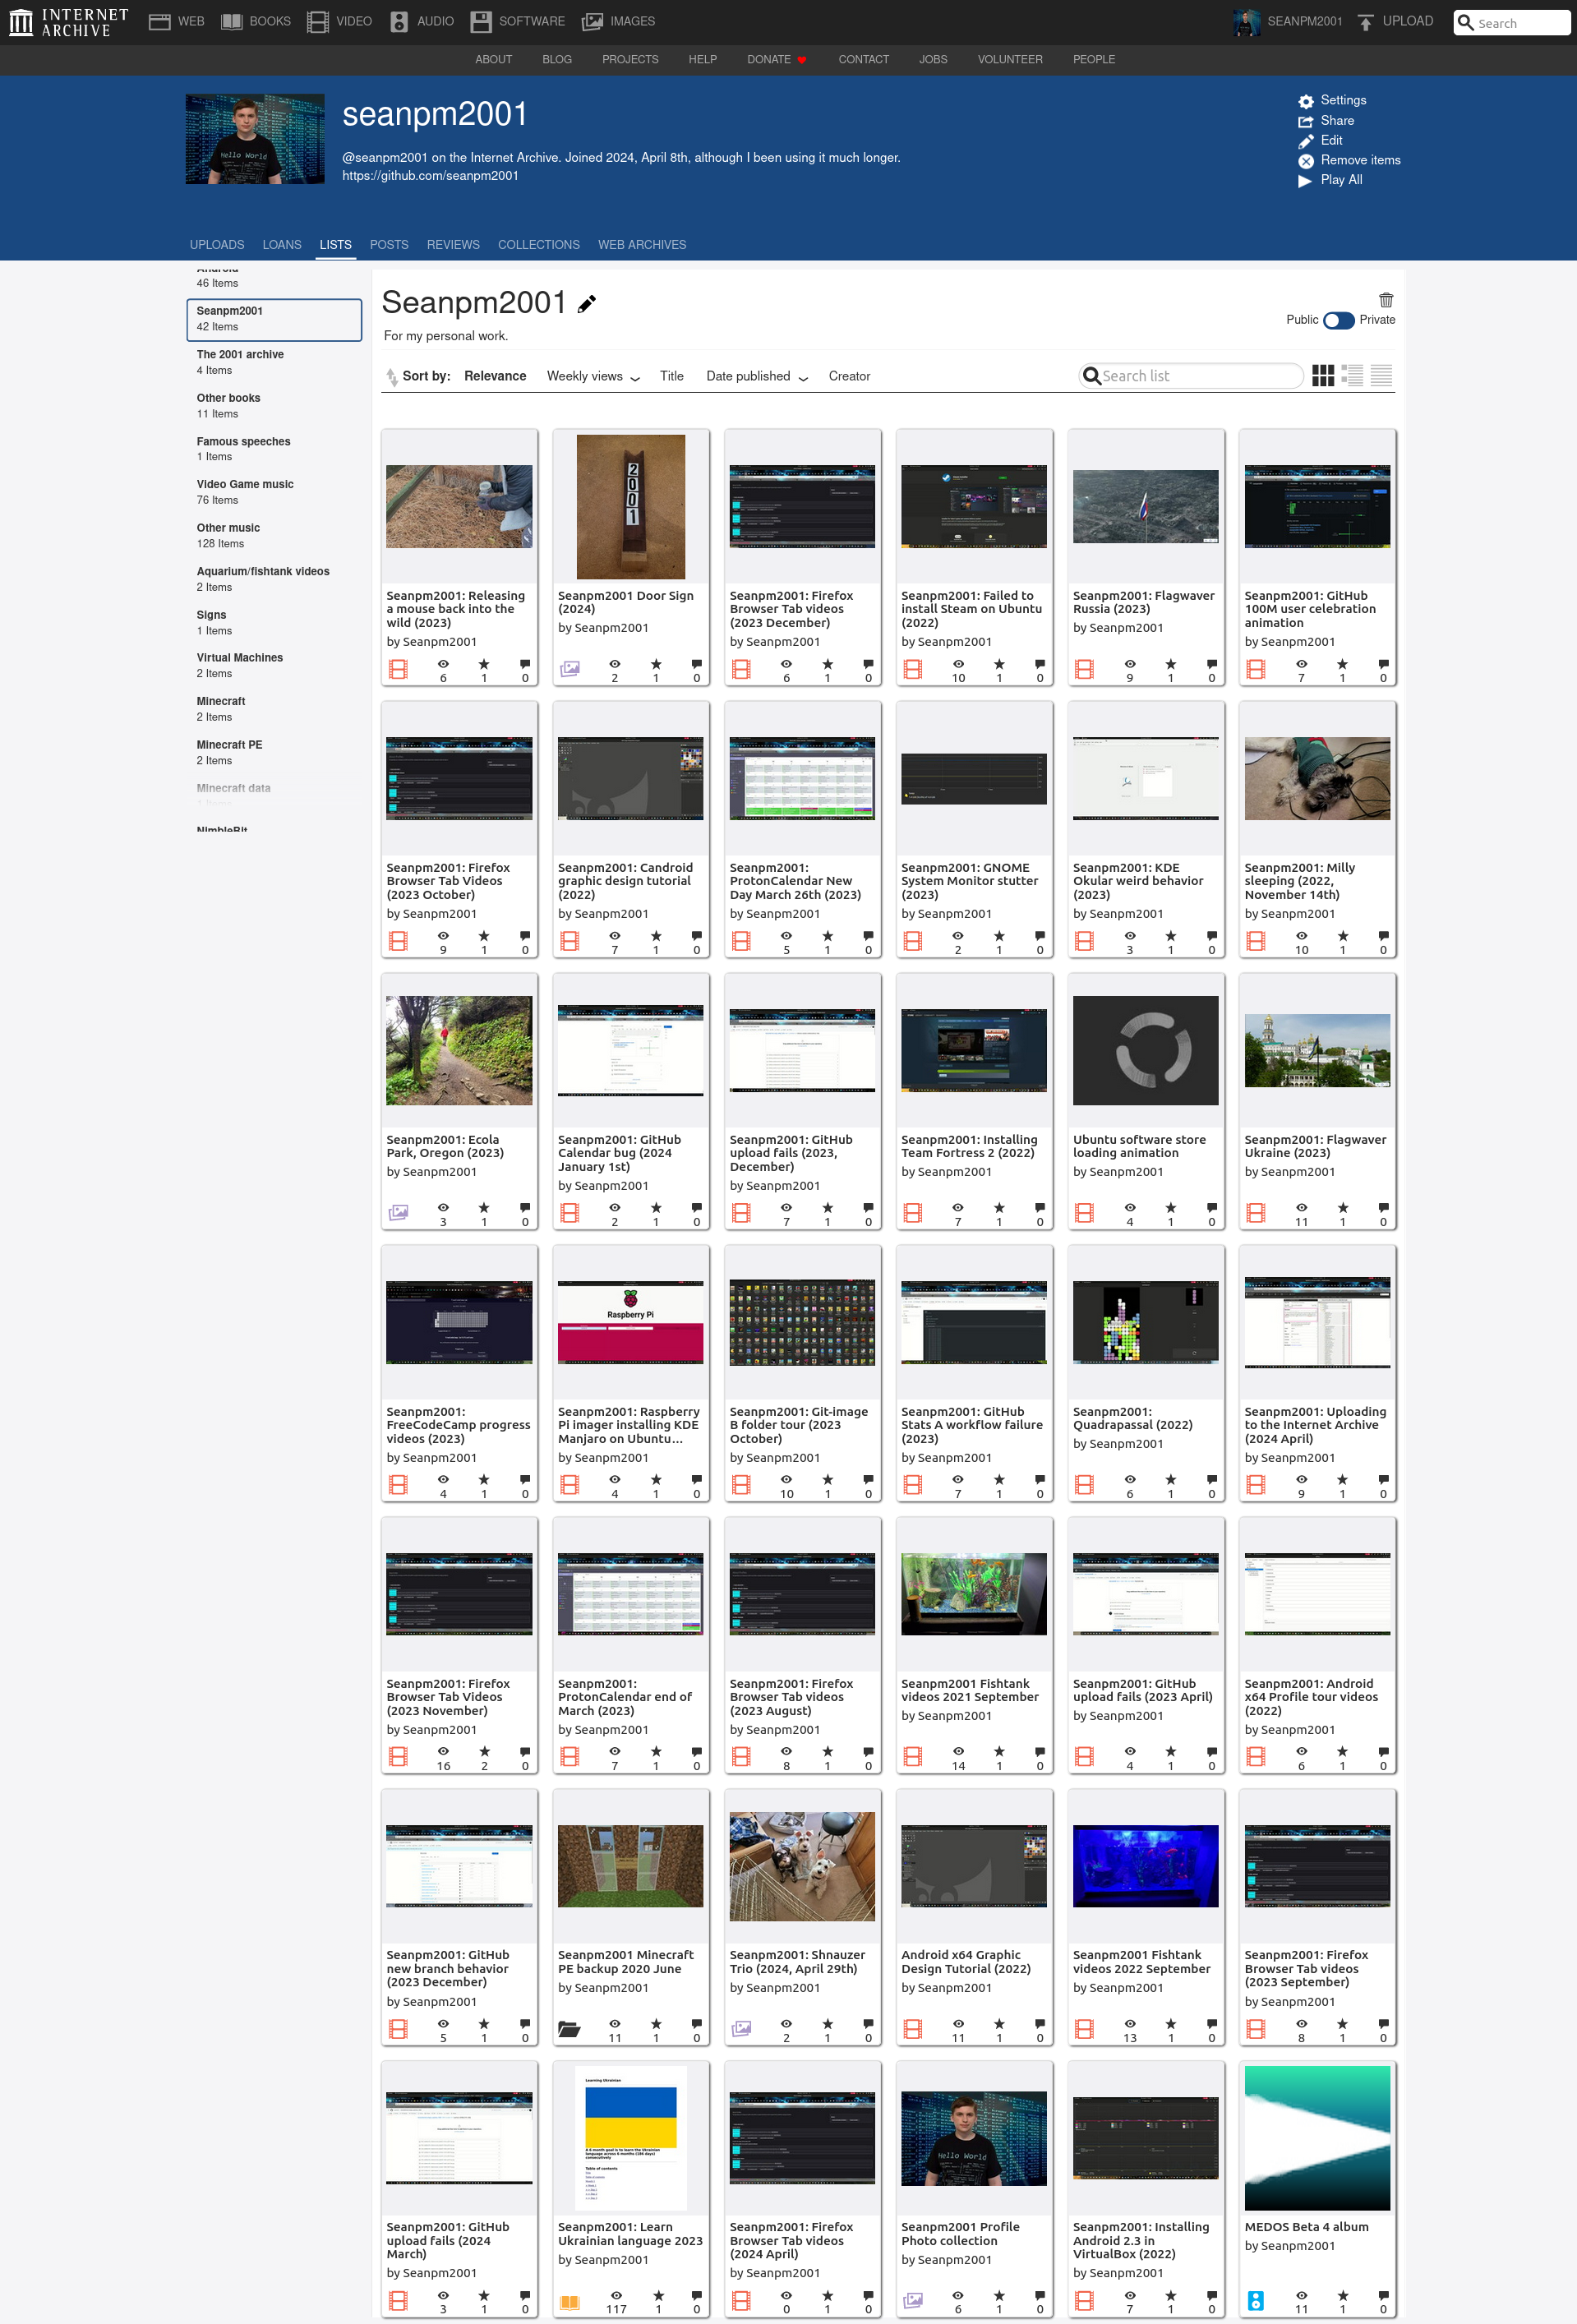 INTERNET ARCHIVE
WEB BOOKS VIDEO AUDIO SOFTWARE IMAGES SEANPM2001 UPLOAD Search
ABOUT BLOG PROJECTS HELP DONATE CONTACT JOBS VOLUNTEER PEOPLE
seanpm2001
@seanpm2001 on the Internet Archive. Joined 2024, April 8th, although I been using it much longer.
https://github.com/seanpm2001
Settings
Share
Edit
Remove items
Play All
Hello World
UPLOADS LOANS LISTS POSTS REVIEWS COLLECTIONS WEB ARCHIVES
Android
46 Items
Seanpm2001
42 Items
The 2001 archive
4 Items
Other books
11 Items
Famous speeches
1 Items
Video Game music
76 Items
Other music
128 Items
Aquarium/fishtank videos
2 Items
Signs
1 Items
Virtual Machines
2 Items
Minecraft
2 Items
Minecraft PE
2 Items
Minecraft data
1 Items
NimbleBit
Seanpm2001
For my personal work.
Public Private
Sort by: Relevance Weekly views Title Date published Creator Search list
2001
Seanpm2001: Releasing
a mouse back into the
wild (2023)
by Seanpm2001
6 1 0
Seanpm2001 Door Sign
(2024)
by Seanpm2001
2 1 0
Seanpm2001: Firefox
Browser Tab videos
(2023 December)
by Seanpm2001
6 1 0
Seanpm2001: Failed to
install Steam on Ubuntu
(2022)
by Seanpm2001
10 1 0
Seanpm2001: Flagwaver
Russia (2023)
by Seanpm2001
9 1 0
Seanpm2001: GitHub
100M user celebration
animation
by Seanpm2001
7 1 0
Seanpm2001: Firefox
Browser Tab Videos
(2023 October)
by Seanpm2001
9 1 0
Seanpm2001: Candroid
graphic design tutorial
(2022)
by Seanpm2001
7 1 0
Seanpm2001:
ProtonCalendar New
Day March 26th (2023)
by Seanpm2001
5 1 0
Seanpm2001: GNOME
System Monitor stutter
(2023)
by Seanpm2001
2 1 0
Seanpm2001: KDE
Okular weird behavior
(2023)
by Seanpm2001
3 1 0
Seanpm2001: Milly
sleeping (2022,
November 14th)
by Seanpm2001
10 1 0
Seanpm2001: Ecola
Park, Oregon (2023)
by Seanpm2001
3 1 0
Seanpm2001: GitHub
Calendar bug (2024
January 1st)
by Seanpm2001
2 1 0
Seanpm2001: GitHub
upload fails (2023,
December)
by Seanpm2001
7 1 0
Seanpm2001: Installing
Team Fortress 2 (2022)
by Seanpm2001
7 1 0
Ubuntu software store
loading animation
by Seanpm2001
4 1 0
Seanpm2001: Flagwaver
Ukraine (2023)
by Seanpm2001
11 1 0
Raspberry Pi
Seanpm2001:
FreeCodeCamp progress
videos (2023)
by Seanpm2001
4 1 0
Seanpm2001: Raspberry
Pi imager installing KDE
Manjaro on Ubuntu...
by Seanpm2001
4 1 0
Seanpm2001: Git-image
B folder tour (2023
October)
by Seanpm2001
10 1 0
Seanpm2001: GitHub
Stats A workflow failure
(2023)
by Seanpm2001
7 1 0
Seanpm2001:
Quadrapassal (2022)
by Seanpm2001
6 1 0
Seanpm2001: Uploading
to the Internet Archive
(2024 April)
by Seanpm2001
9 1 0
Seanpm2001: Firefox
Browser Tab Videos
(2023 November)
by Seanpm2001
16 2 0
Seanpm2001:
ProtonCalendar end of
March (2023)
by Seanpm2001
7 1 0
Seanpm2001: Firefox
Browser Tab videos
(2023 August)
by Seanpm2001
8 1 0
Seanpm2001 Fishtank
videos 2021 September
by Seanpm2001
14 1 0
Seanpm2001: GitHub
upload fails (2023 April)
by Seanpm2001
4 1 0
Seanpm2001: Android
x64 Profile tour videos
(2022)
by Seanpm2001
6 1 0
Seanpm2001: GitHub
new branch behavior
(2023 December)
by Seanpm2001
5 1 0
Seanpm2001 Minecraft
PE backup 2020 June
by Seanpm2001
11 1 0
Seanpm2001: Shnauzer
Trio (2024, April 29th)
by Seanpm2001
2 1 0
Android x64 Graphic
Design Tutorial (2022)
by Seanpm2001
11 1 0
Seanpm2001 Fishtank
videos 2022 September
by Seanpm2001
13 1 0
Seanpm2001: Firefox
Browser Tab videos
(2023 September)
by Seanpm2001
8 1 0
Learning Ukrainian
A 6 month goal is to learn the Ukrainian
language across 6 months (186 days)
consecutively
Table of contents
Hello World
Seanpm2001: GitHub
upload fails (2024
March)
by Seanpm2001
3 1 0
Seanpm2001: Learn
Ukrainian language 2023
by Seanpm2001
117 1 0
Seanpm2001: Firefox
Browser Tab videos
(2024 April)
by Seanpm2001
0 1 0
Seanpm2001 Profile
Photo collection
by Seanpm2001
6 1 0
Seanpm2001: Installing
Android 2.3 in
VirtualBox (2022)
by Seanpm2001
7 1 0
MEDOS Beta 4 album
by Seanpm2001
11 1 0